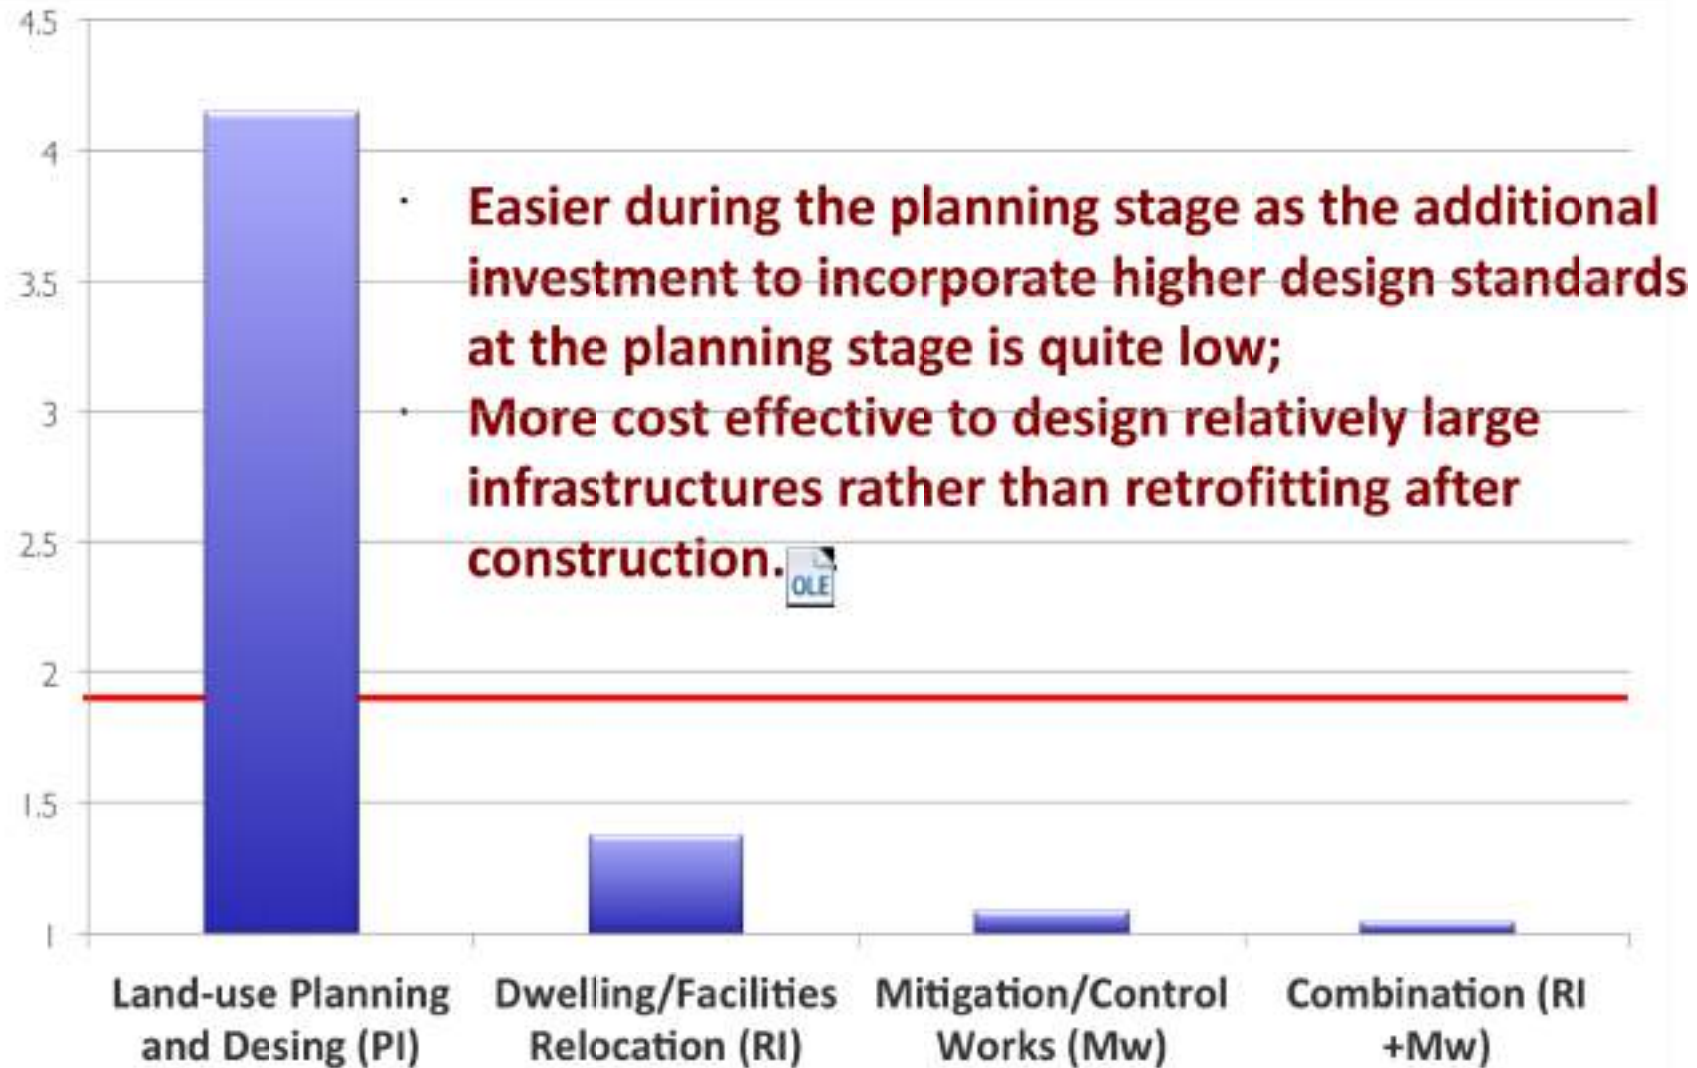 4.5
4
3.5
3
2.5
2
1.5
1
· Easier during the planning stage as the additional
investment to incorporate higher design standards
at the planning stage is quite low;
· More cost effective to design relatively large
infrastructures rather than retrofitting after
construction.
OLE
Land-use Planning
and Desing (PI)
Dwelling/Facilities
Relocation (RI)
Mitigation/Control
Works (Mw)
Combination (RI
+Mw)